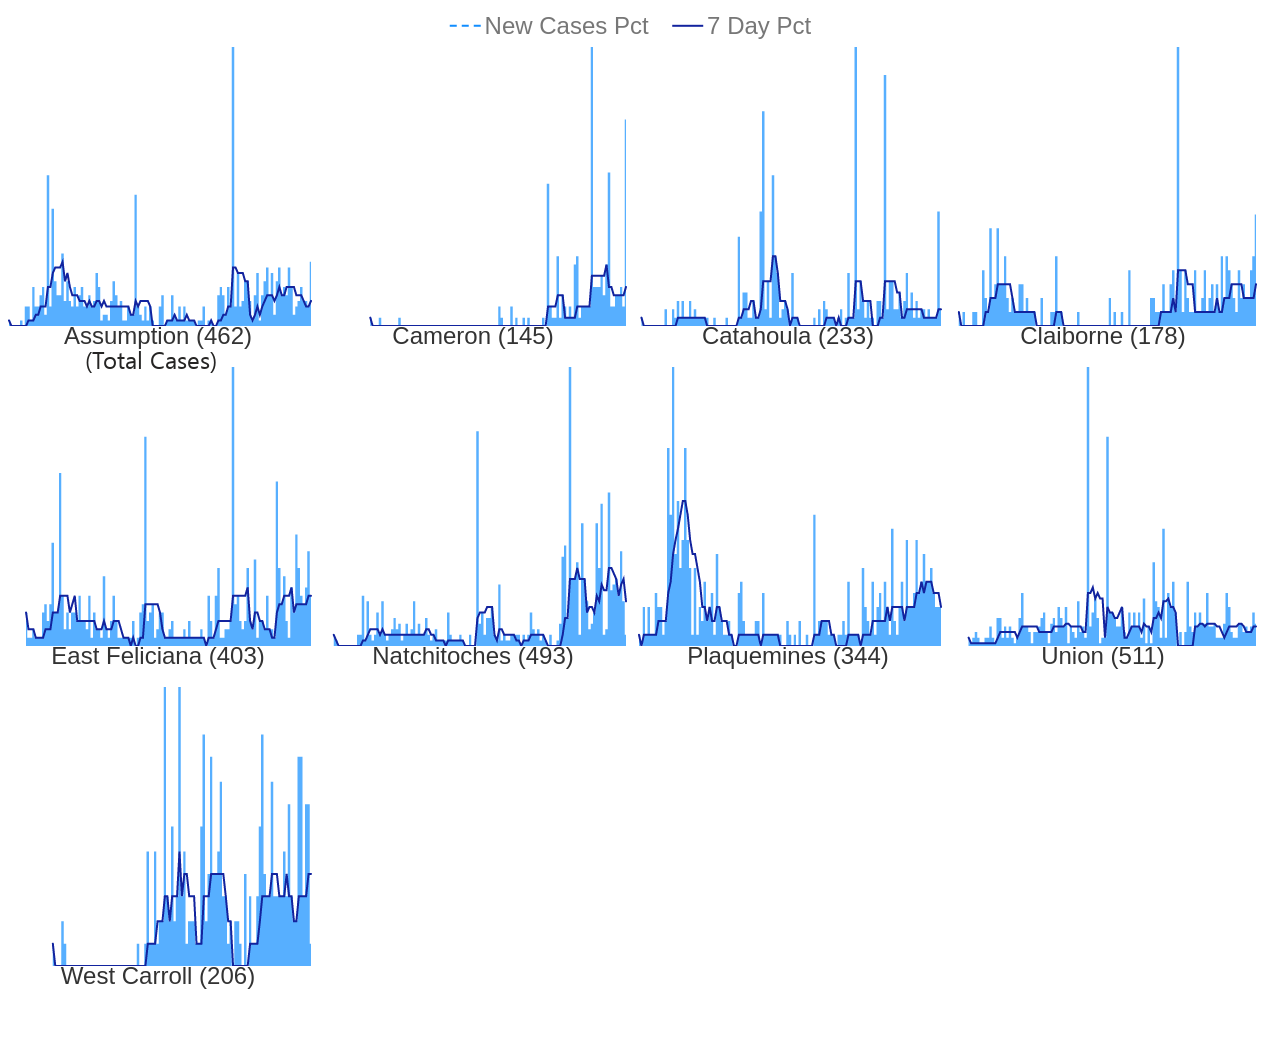 New Cases Pct 7 Day Pct
Assumption (462) Cameron (145) Catahoula (233) Claiborne (178)
(Total Cases)
East Feliciana (403) Natchitoches (493) Plaquemines (344) Union (511)
West Carroll (206)